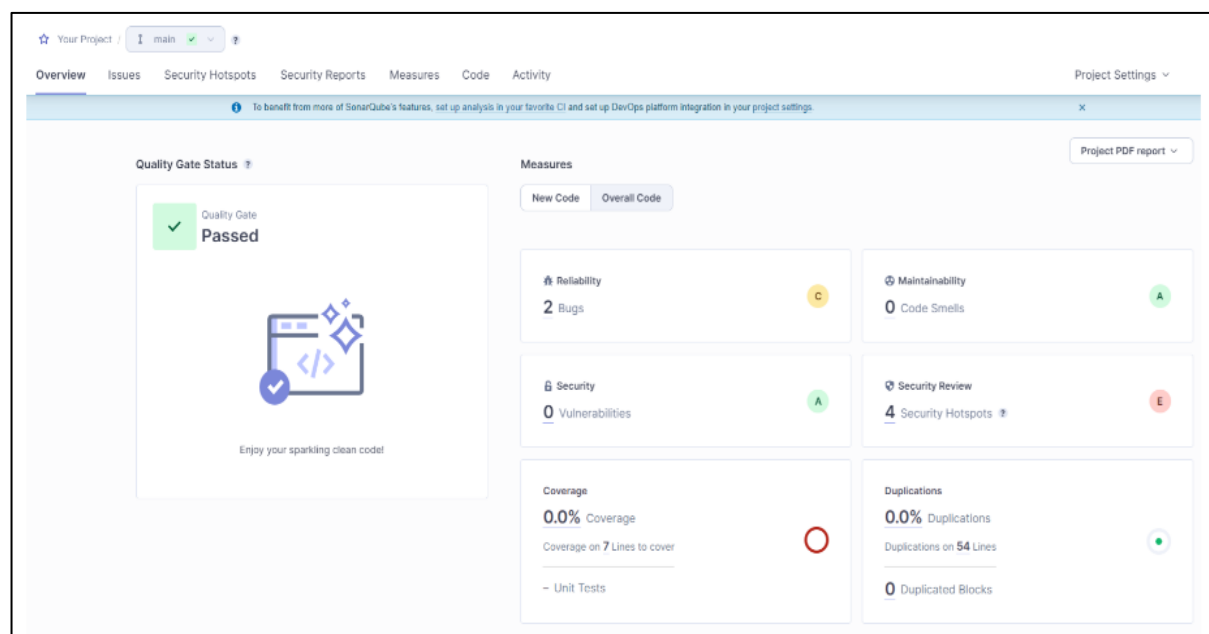 Your Project / main
Overview Issues Security Hotspots Security Reports Measures Code Activity Project Settings
To benefit from more of SonarQube's features, set up analysis in your favorite CI and set up DevOps platform integration in your project settings.
Project PDF report
Quality Gate Status ?
Quality Gate
Passed
</>
Enjoy your sparkling clean code!
Measures
New Code Overall Code
Reliability
2 Bugs
C
Maintainability
0 Code Smells
A
Security
0 Vulnerabilities
A
Security Review
4 Security Hotspots ?
E
Coverage
0.0% Coverage
Coverage on 7 Lines to cover
– Unit Tests
Duplications
0.0% Duplications
Duplications on 54 Lines
0 Duplicated Blocks